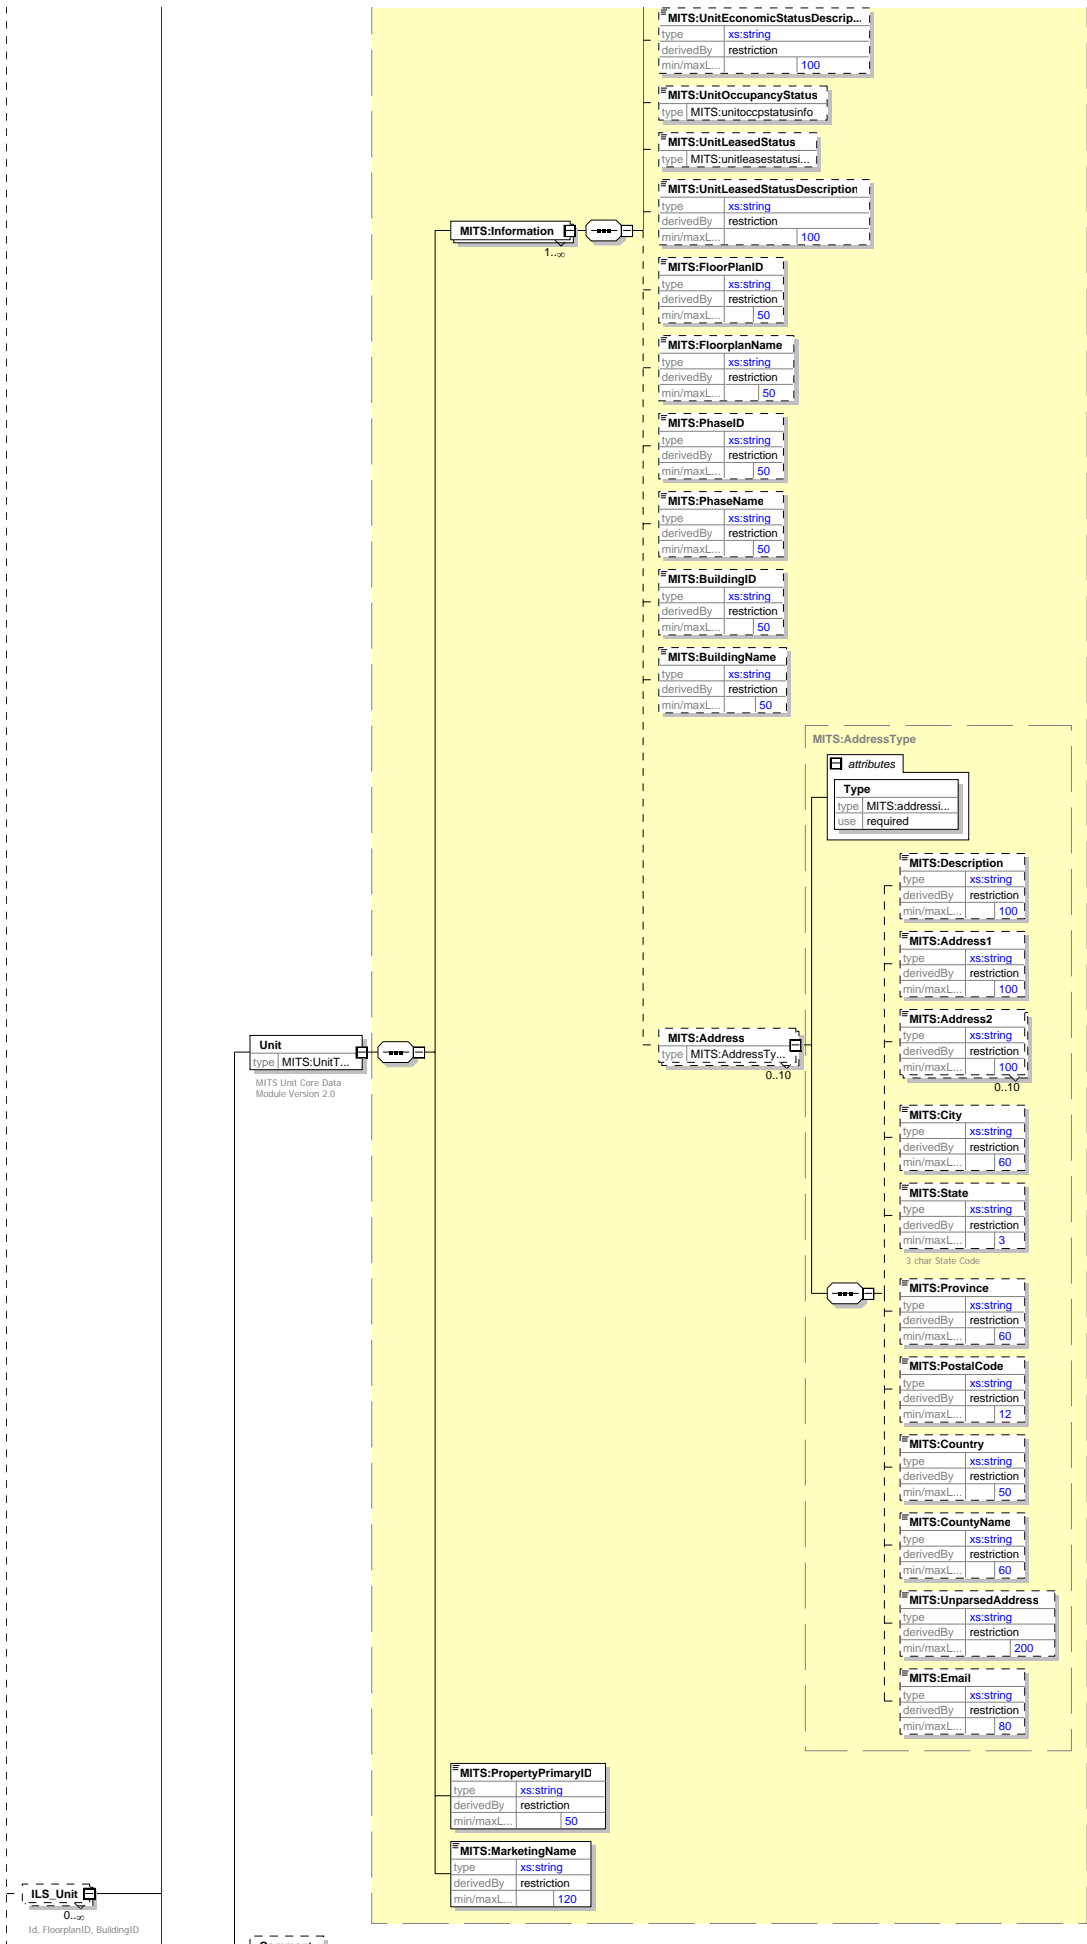 MITS:UnitEconomicStatusDescrip...
type xs:string
derivedBy restriction
min/maxL... 100
MITS:UnitOccupancyStatus
type MITS:unitoccpstatusinfo
MITS:UnitLeasedStatus
type MITS:unitleasestatusi...
MITS:UnitLeasedStatusDescription
type xs:string
derivedBy restriction
min/maxL... 100
MITS:Information
1..∞
MITS:FloorPlanID
type xs:string
derivedBy restriction
min/maxL... 50
MITS:FloorplanName
type xs:string
derivedBy restriction
min/maxL... 50
MITS:PhaseID
type xs:string
derivedBy restriction
min/maxL... 50
MITS:PhaseName
type xs:string
derivedBy restriction
min/maxL... 50
MITS:BuildingID
type xs:string
derivedBy restriction
min/maxL... 50
MITS:BuildingName
type xs:string
derivedBy restriction
min/maxL... 50
MITS:AddressType
attributes
Type
type MITS:addressi...
use required
MITS:Description
type xs:string
derivedBy restriction
min/maxL... 100
MITS:Address1
type xs:string
derivedBy restriction
min/maxL... 100
MITS:Address2
type xs:string
derivedBy restriction
min/maxL... 100
0..10
Unit
type MITS:UnitT...
MITS Unit Core Data
Module Version 2.0
MITS:Address
type MITS:AddressTy...
0..10
MITS:City
type xs:string
derivedBy restriction
min/maxL... 60
MITS:State
type xs:string
derivedBy restriction
min/maxL... 3
3 char State Code
MITS:Province
type xs:string
derivedBy restriction
min/maxL... 60
MITS:PostalCode
type xs:string
derivedBy restriction
min/maxL... 12
MITS:Country
type xs:string
derivedBy restriction
min/maxL... 50
MITS:CountyName
type xs:string
derivedBy restriction
min/maxL... 60
MITS:UnparsedAddress
type xs:string
derivedBy restriction
min/maxL... 200
MITS:Email
type xs:string
derivedBy restriction
min/maxL... 80
MITS:PropertyPrimaryID
type xs:string
derivedBy restriction
min/maxL... 50
MITS:MarketingName
type xs:string
derivedBy restriction
min/maxL... 120
ILS_Unit
0..∞
Id, FloorplanID, BuildingID